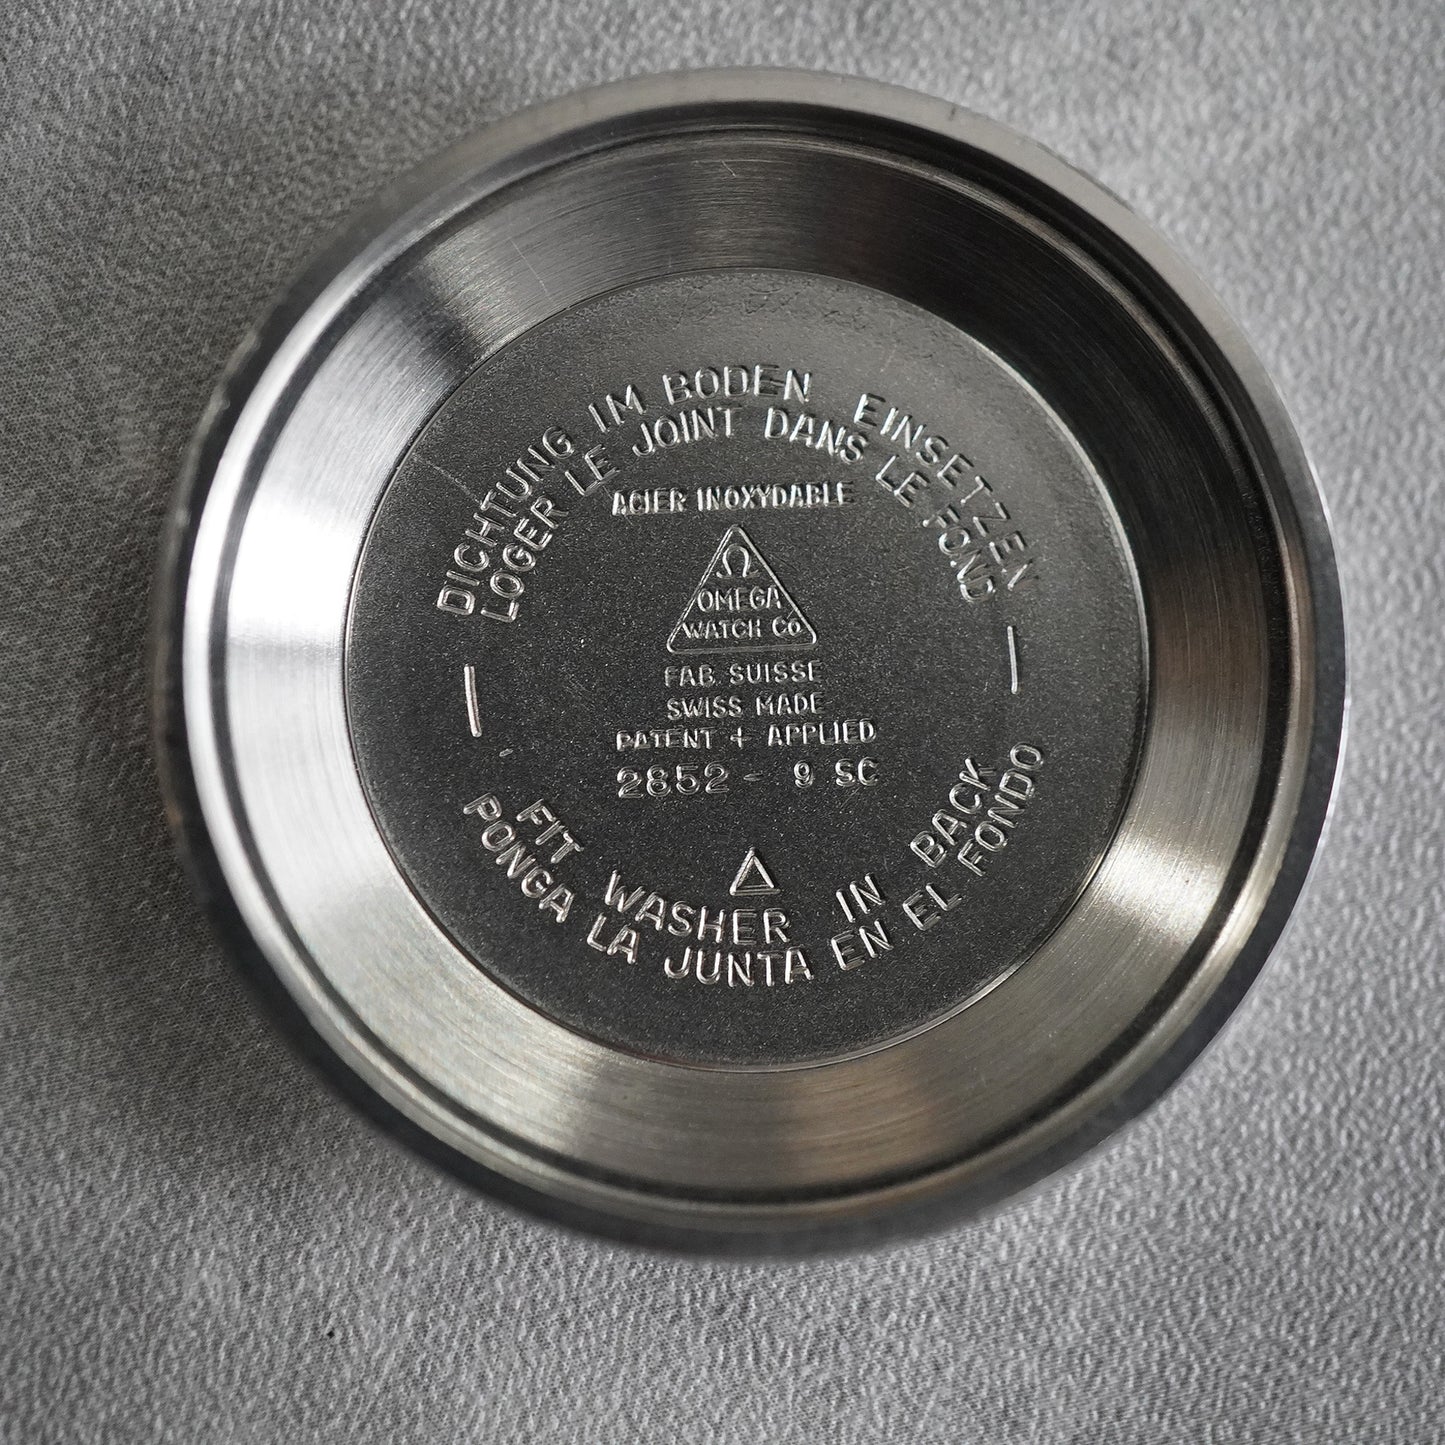 DICHTUNG IM BODEN EINSETZEN
LOGER LE JOINT DANS LE FOND
ACIER INOXYDABLE
Ω
OMEGA
WATCH CO
FAB. SUISSE
SWISS MADE
PATENT + APPLIED
2852 - 9 SC
FIT WASHER IN BACK
PONGA LA JUNTA EN EL FONDO